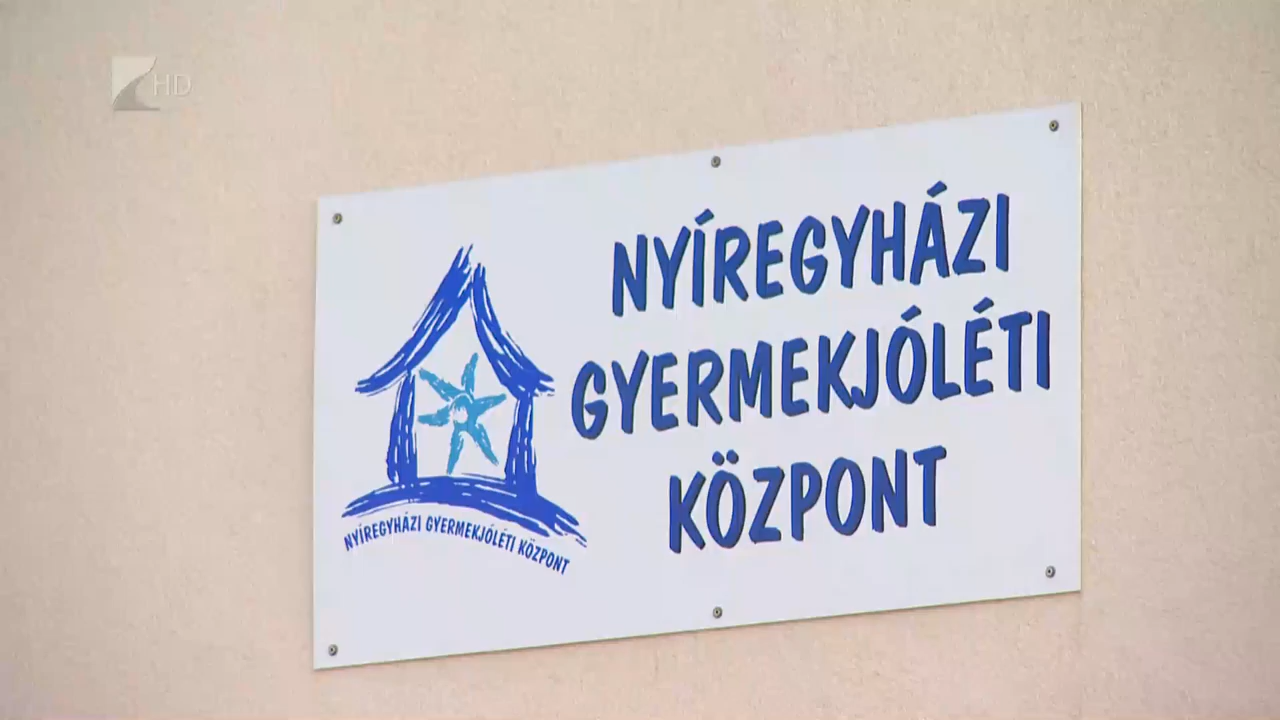 HD
NYÍREGYHÁZI
GYERMEKJÓLÉTI
KÖZPONT
NYÍREGYHÁZI GYERMEKJÓLÉTI KÖZPONT